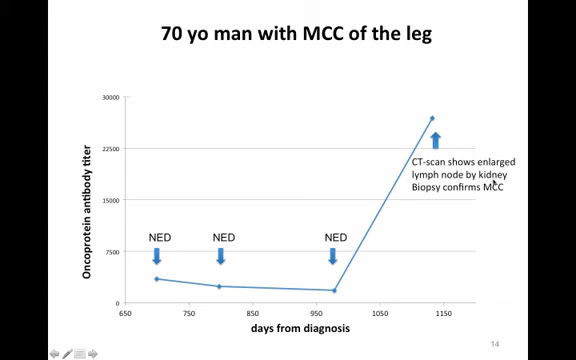 70 yo man with MCC of the leg
Oncoprotein antibody titer
30000
22500
15000
7500
0
NED
NED
NED
CT-scan shows enlarged
lymph node by kidney
Biopsy confirms MCC
650
750
850
950
1050
1150
days from diagnosis
14